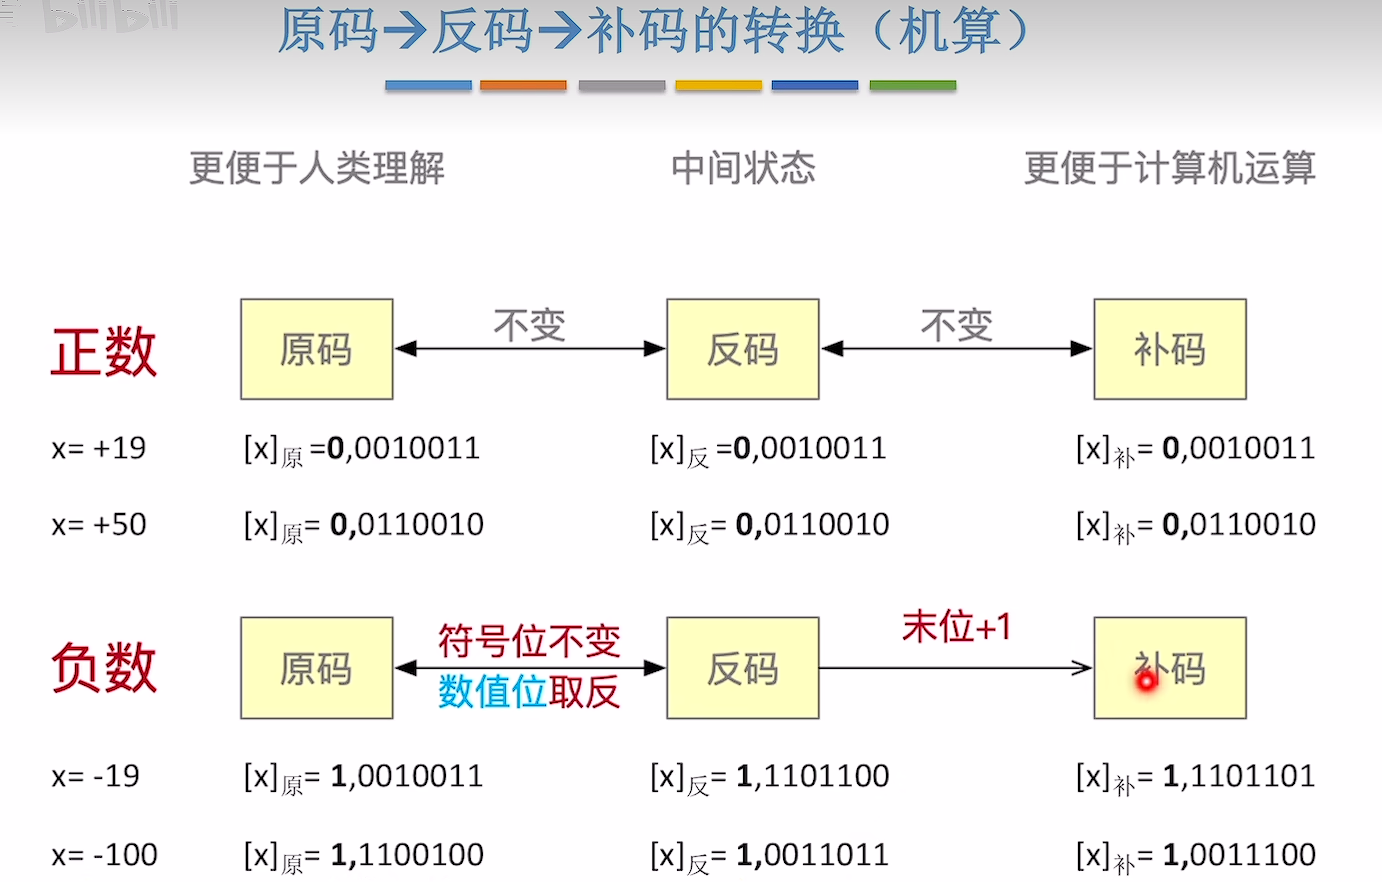 bilibili
原码→反码→补码的转换（机算）
更便于人类理解 中间状态 更便于计算机运算
正数 原码 不变 反码 不变 补码
x= +19 [x]原 =0,0010011 [x]反 =0,0010011 [x]补= 0,0010011
x= +50 [x]原= 0,0110010 [x]反= 0,0110010 [x]补= 0,0110010
负数 原码 符号位不变 反码 末位+1 补码
数值位取反
x= -19 [x]原= 1,0010011 [x]反= 1,1101100 [x]补= 1,1101101
x= -100 [x]原= 1,1100100 [x]反= 1,0011011 [x]补= 1,0011100